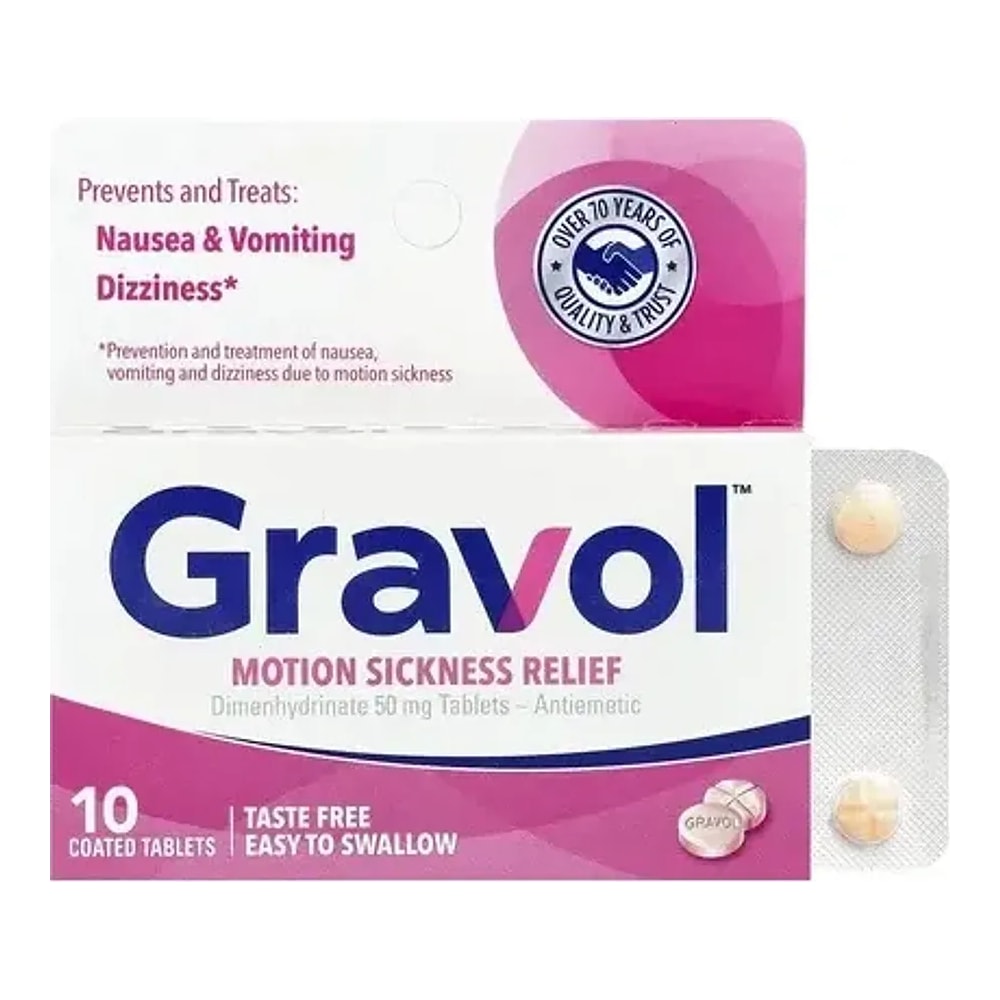 Prevents and Treats:
Nausea & Vomiting
Dizziness*
*Prevention and treatment of nausea,
vomiting and dizziness due to motion sickness
OVER 70 YEARS OF
QUALITY & TRUST
Gravol™
MOTION SICKNESS RELIEF
Dimenhydrinate 50 mg Tablets – Antiemetic
10
COATED TABLETS
TASTE FREE
EASY TO SWALLOW
GRAVOL